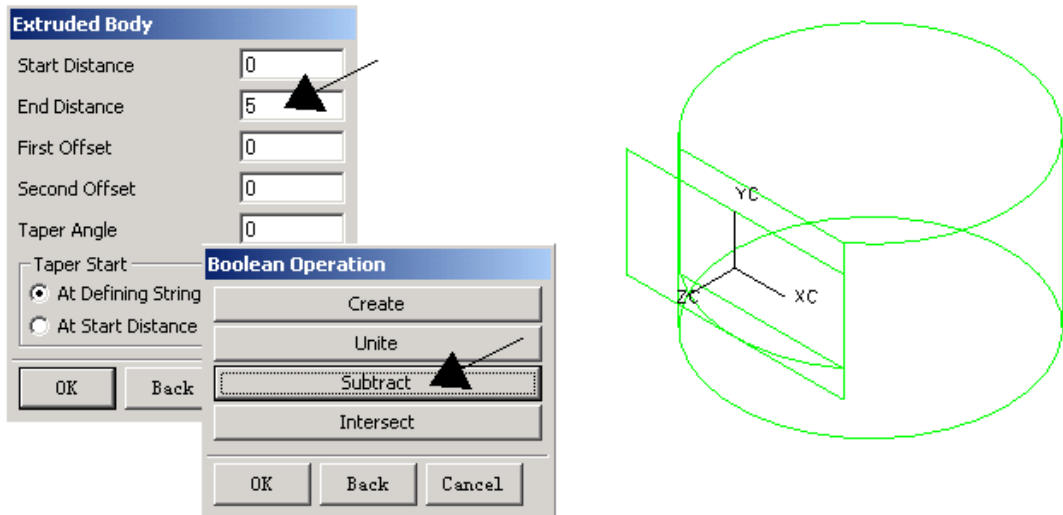 Extruded Body
Start Distance 0
End Distance 5
First Offset 0
Second Offset 0
Taper Angle 0
Taper Start
At Defining String
At Start Distance
OK Back
Boolean Operation
Create
Unite
Subtract
Intersect
OK Back Cancel
YC
ZC XC